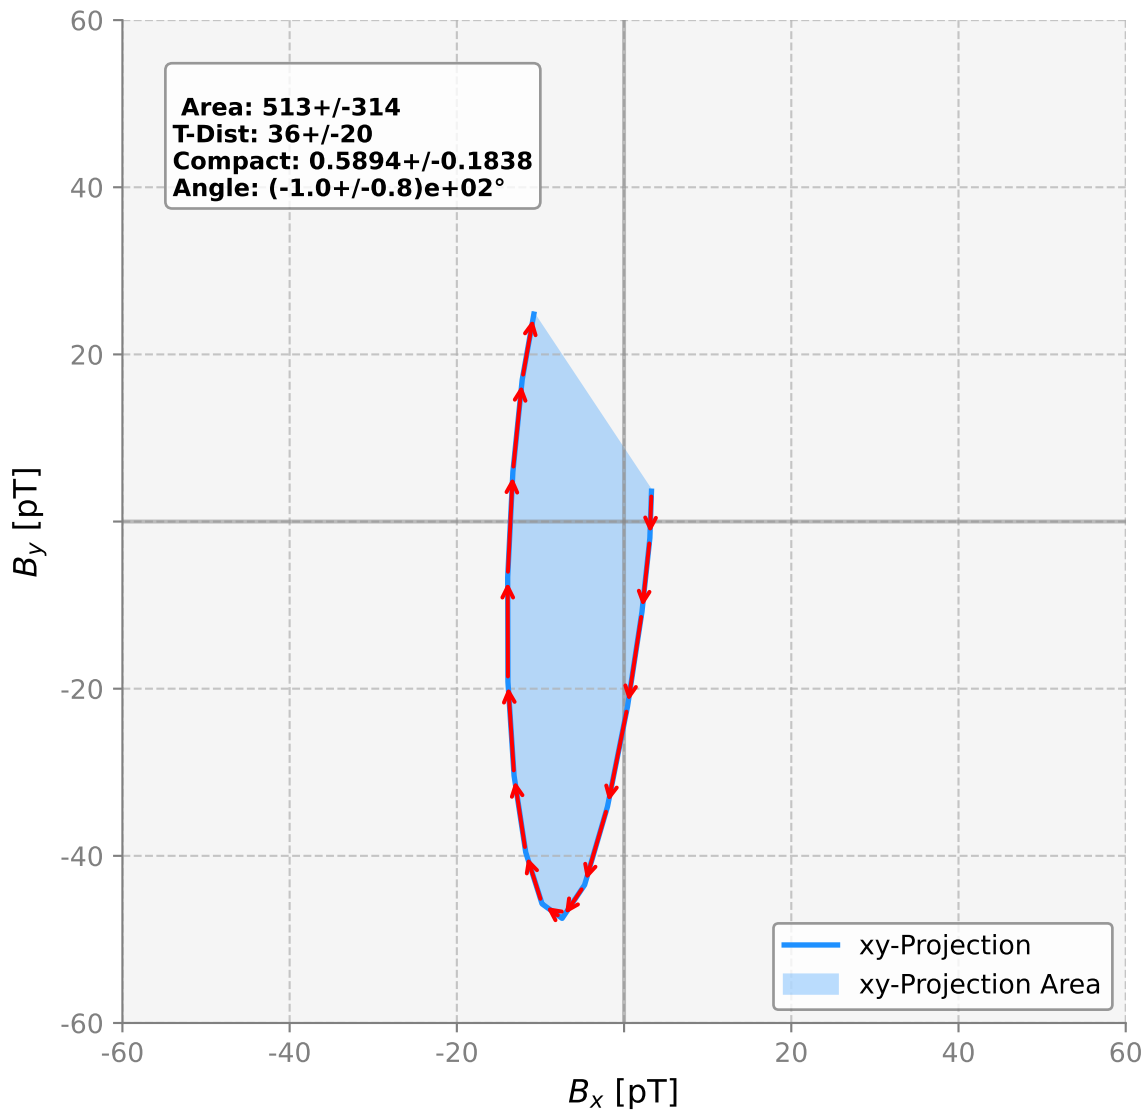 60
40
20
-20
-40
-60
-60
-40
-20
20
40
60
B_y [pT]
B_x [pT]
Area: 513+/-314
T-Dist: 36+/-20
Compact: 0.5894+/-0.1838
Angle: (-1.0+/-0.8)e+02°
xy-Projection
xy-Projection Area